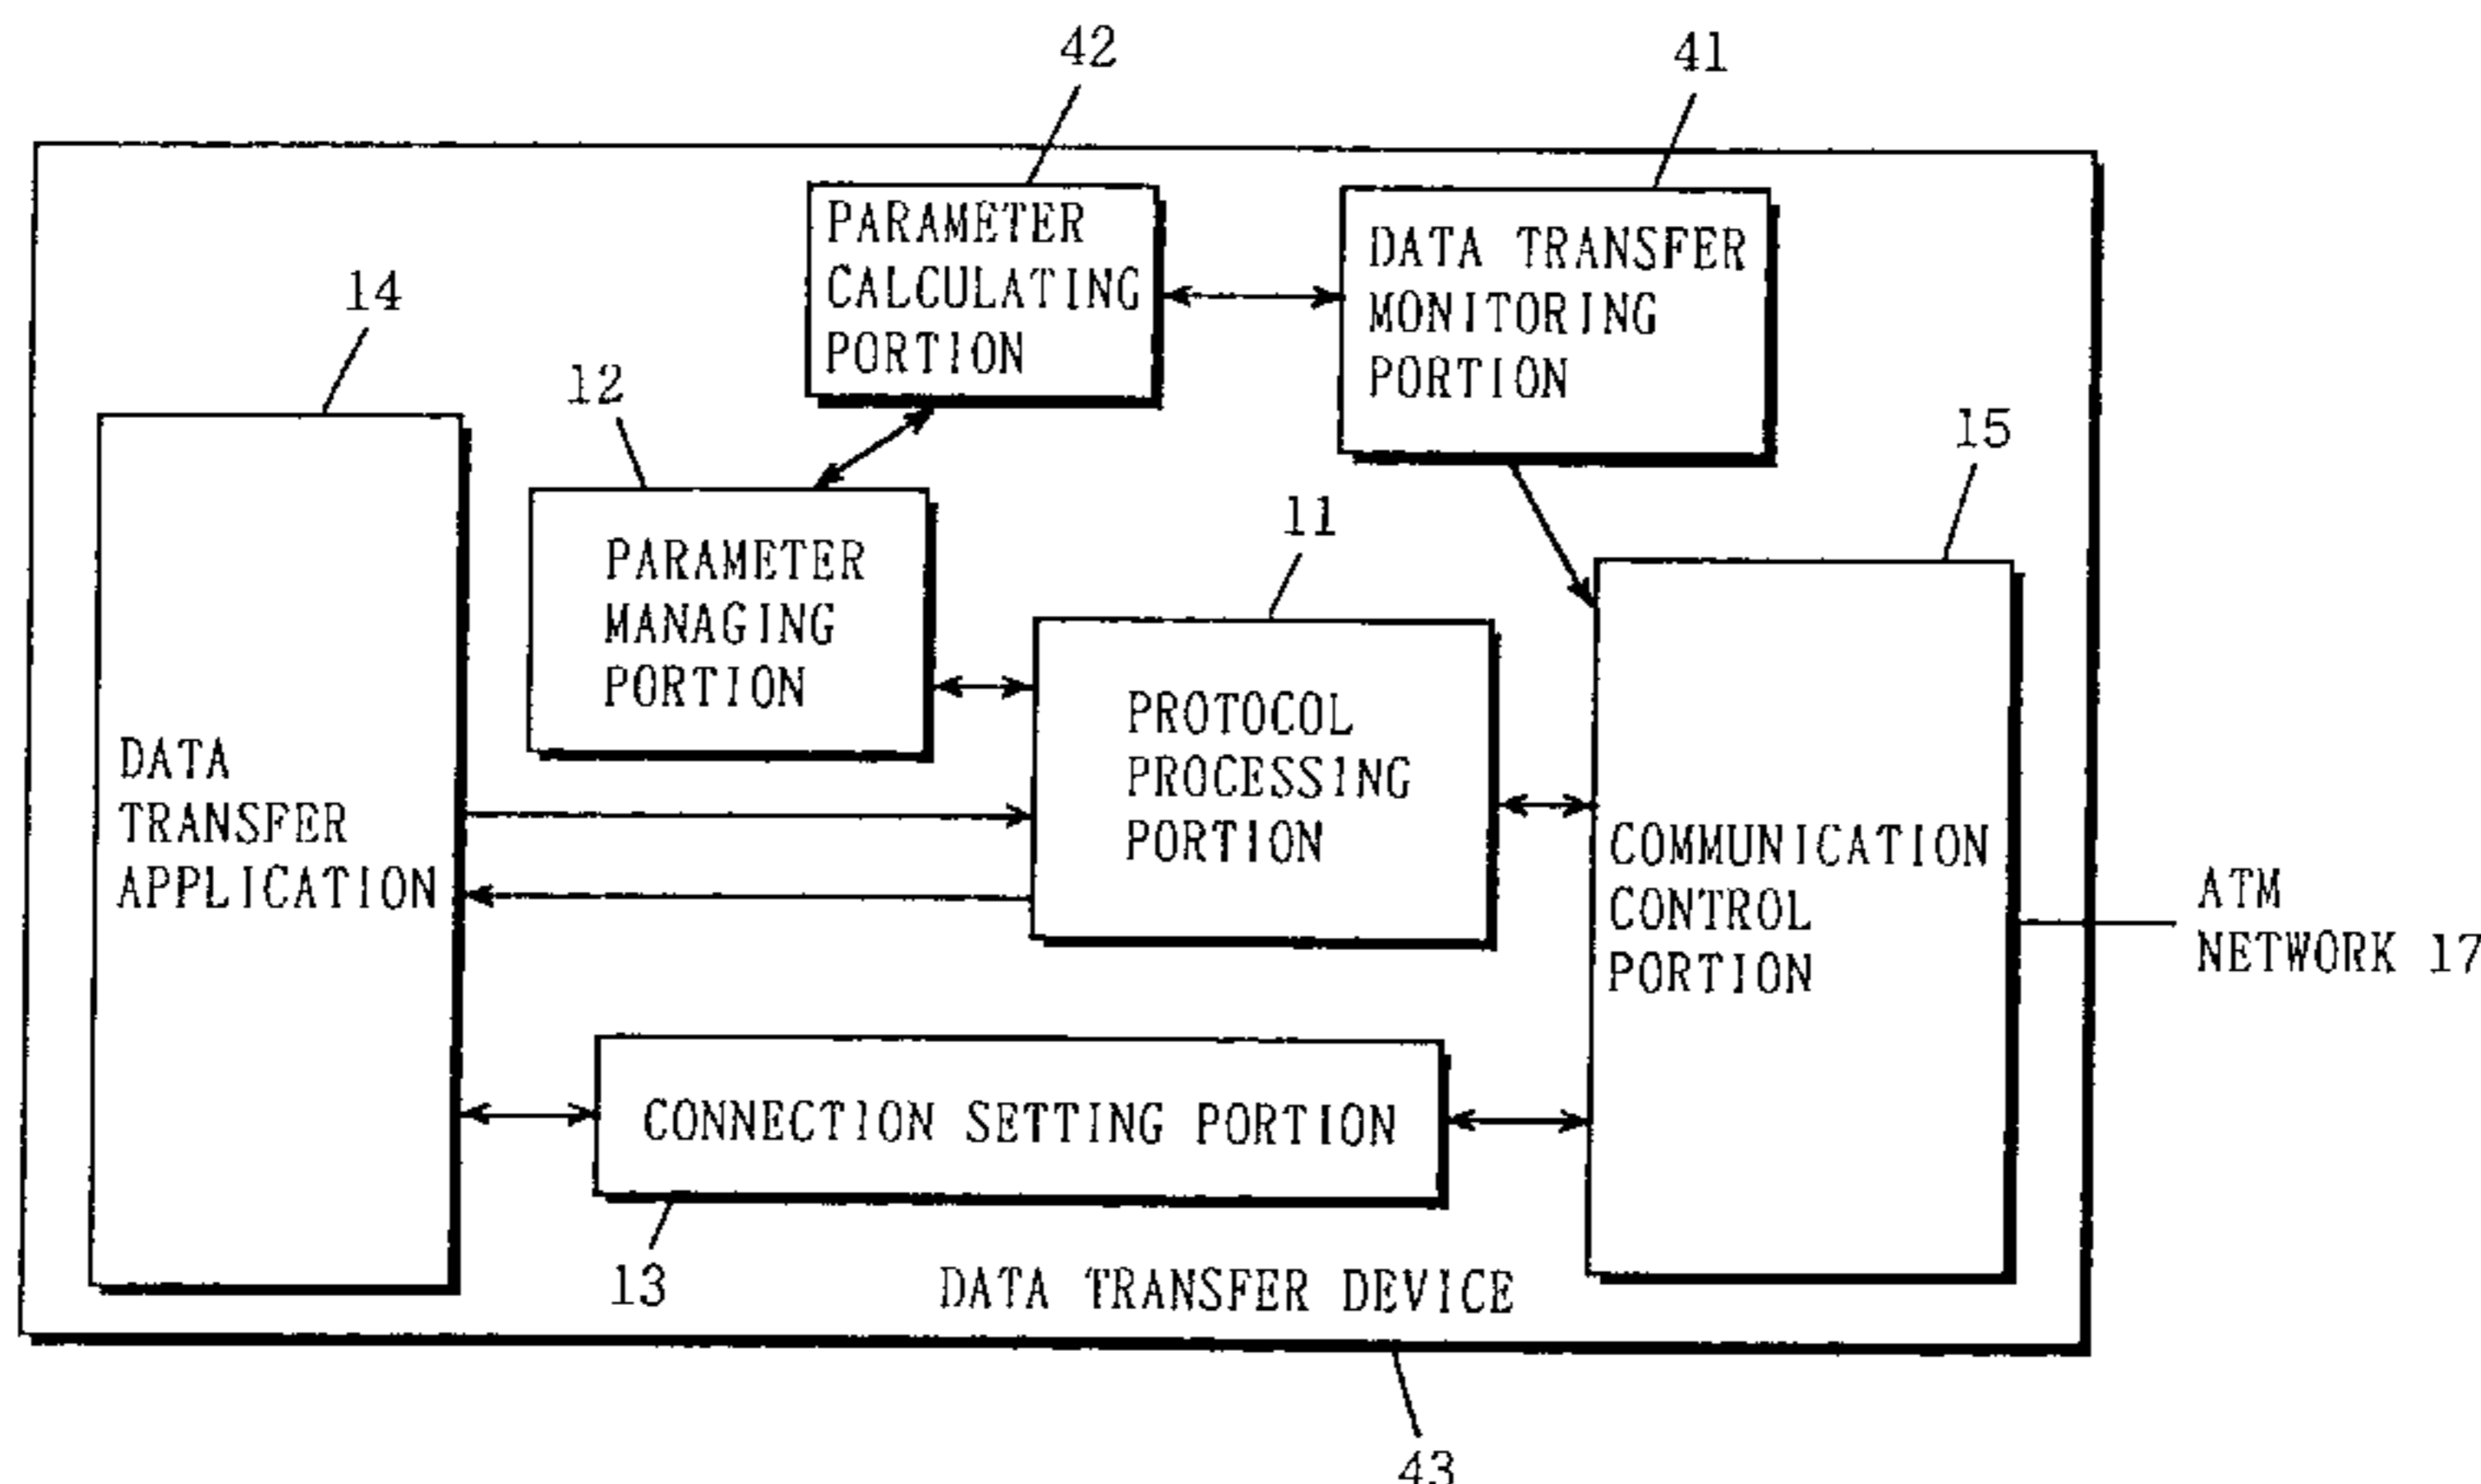 42
41
PARAMETER
CALCULATING
PORTION
DATA TRANSFER
MONITORING
PORTION
14
12
15
PARAMETER
MANAGING
PORTION
11
DATA
TRANSFER
APPLICATION
PROTOCOL
PROCESSING
PORTION
COMMUNICATION
CONTROL
PORTION
ATM
NETWORK 17
CONNECTION SETTING PORTION
13
DATA TRANSFER DEVICE
43